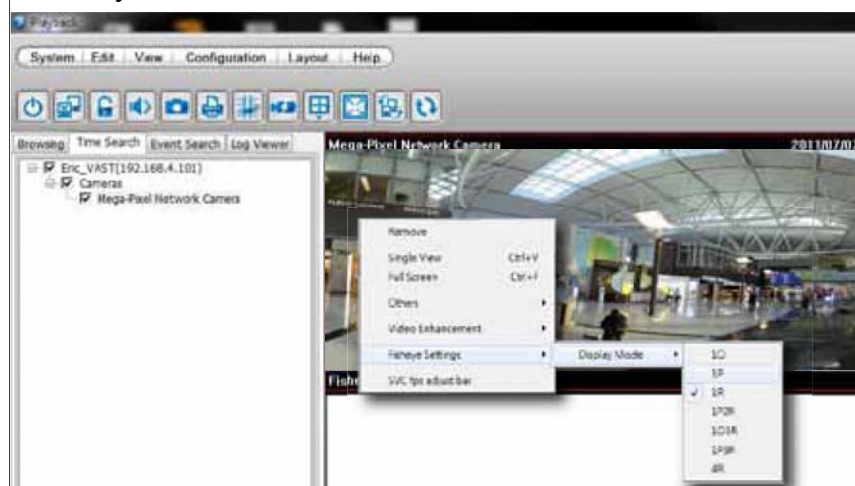 Playback
System Edit View Configuration Layout Help
Browsing Time Search Event Search Log Viewer
Eric_VAST(192.168.4.101)
Cameras
Mega-Pixel Network Camera
Mega-Pixel Network Camera 2011/07/0
Remove
Single View Ctrl+V
Full Screen Ctrl+F
Others
Video Enhancement
Fisheye Settings
SVC fps adjust bar
Display Mode
1O
1P
1R
1P2R
1O3R
4R
Fishe